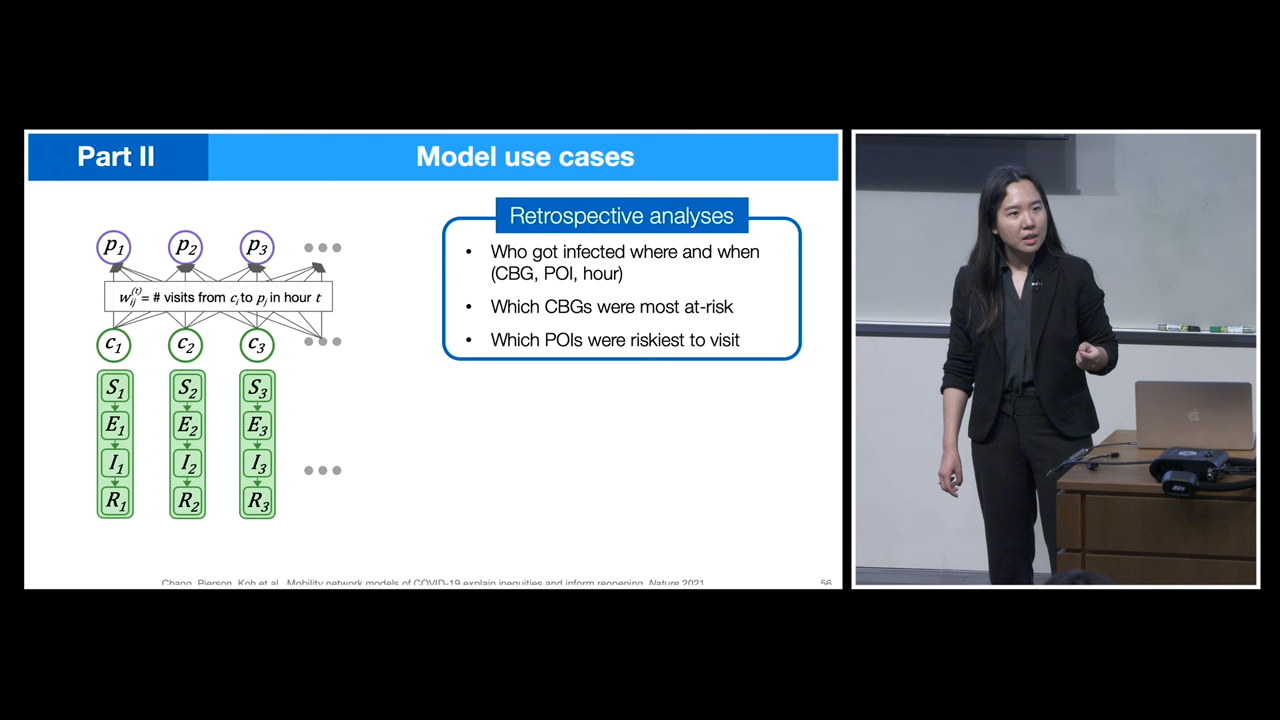 Part II
Model use cases
p₁ p₂ p₃
wᵢⱼ⁽ᵗ⁾ = # visits from cᵢ to pⱼ in hour t
c₁ c₂ c₃
S₁ S₂ S₃
E₁ E₂ E₃
I₁ I₂ I₃
R₁ R₂ R₃
Retrospective analyses
• Who got infected where and when
(CBG, POI, hour)
• Which CBGs were most at-risk
• Which POIs were riskiest to visit
Chang, Pierson, Koh et al., Mobility network models of COVID-19 explain inequities and inform reopening. Nature 2021.
56